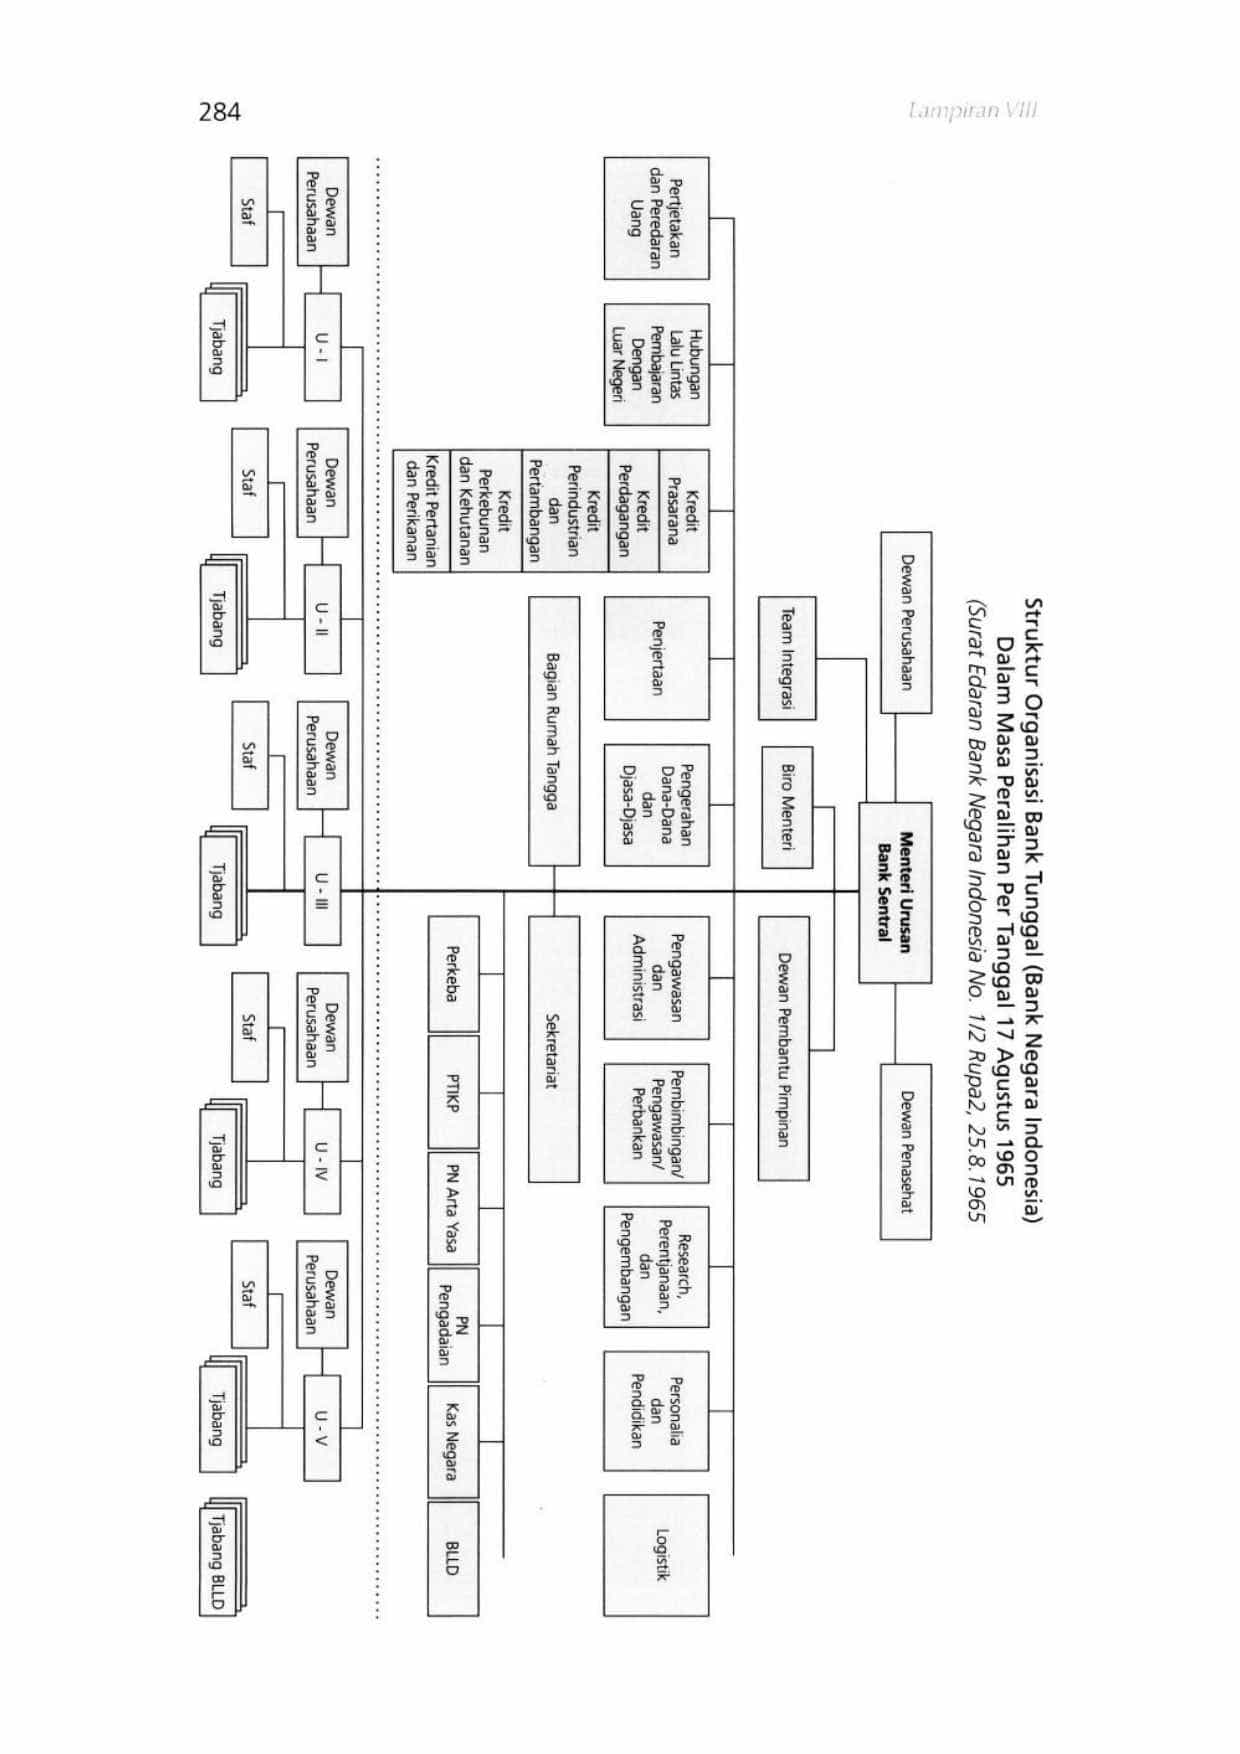 284
Lampiran VIII
Struktur Organisasi Bank Tunggal (Bank Negara Indonesia)
Dalam Masa Peralihan Per Tanggal 17 Agustus 1965
(Surat Edaran Bank Negara Indonesia No. 1/2 Rupa2, 25.8.1965
Dewan Perusahaan
Menteri Urusan
Bank Sentral
Dewan Penasehat
Team Integrasi
Biro Menteri
Dewan Pembantu Pimpinan
Pertjetakan
dan Peredaran
Uang
Hubungan
Lalu Lintas
Pembajaran
Dengan
Luar Negeri
Kredit
Prasarana
Kredit
Perdagangan
Kredit
Perindustrian
dan
Pertambangan
Kredit
Perkebunan
dan Kehutanan
Kredit Pertanian
dan Perikanan
Penjertaan
Pengerahan
Dana-Dana
dan
Djasa-Djasa
Pengawasan
dan
Administrasi
Pembimbingan/
Pengawasan/
Perbankan
Research,
Perentjanaan,
dan
Pengembangan
Personalia
dan
Pendidikan
Logistik
Bagian Rumah Tangga
Sekretariat
Perkeba
PTIKP
PN Arta Yasa
PN
Pengadaian
Kas Negara
BLLD
Dewan
Perusahaan
U - I
Staf
Tjabang
Dewan
Perusahaan
U - II
Staf
Tjabang
Dewan
Perusahaan
U - III
Staf
Tjabang
Dewan
Perusahaan
U - IV
Staf
Tjabang
Dewan
Perusahaan
U - V
Staf
Tjabang
Tjabang BLLD